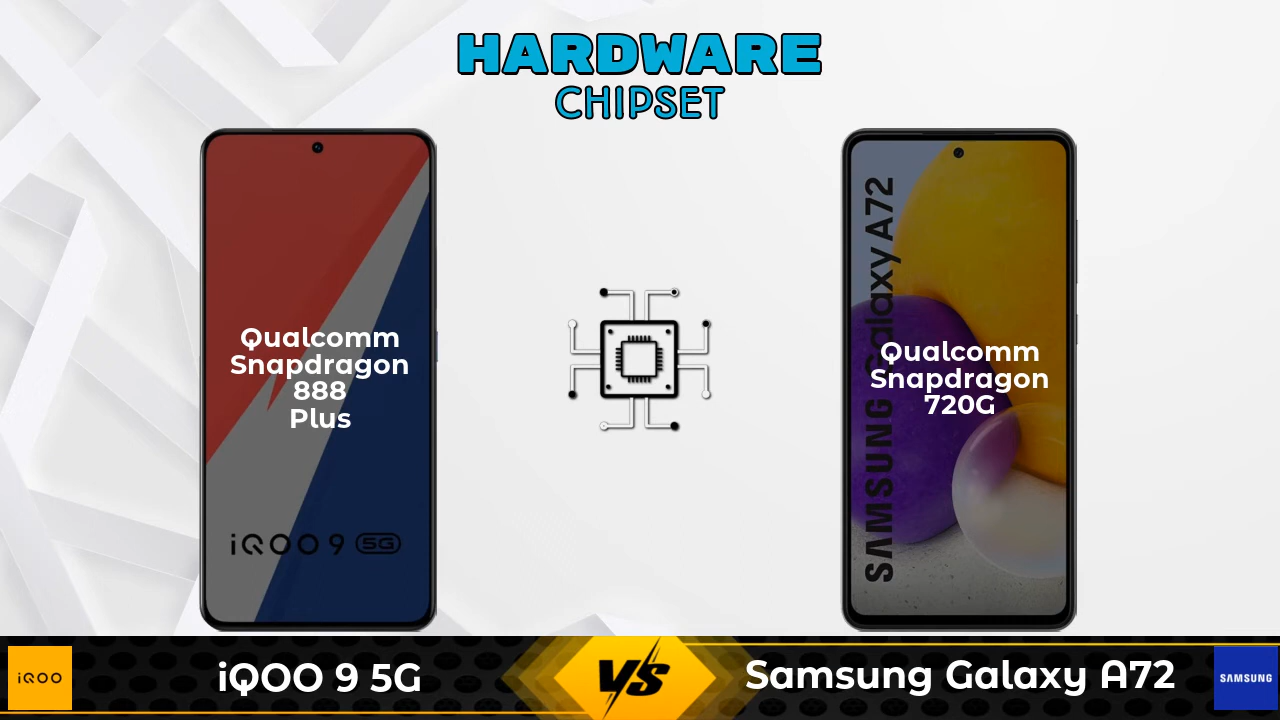 HARDWARE
CHIPSET
Qualcomm
Snapdragon
888
Plus
iQOO 9 5G
SAMSUNG Galaxy A72
Qualcomm
Snapdragon
720G
iQOO
iQOO 9 5G
VS
Samsung Galaxy A72
SAMSUNG